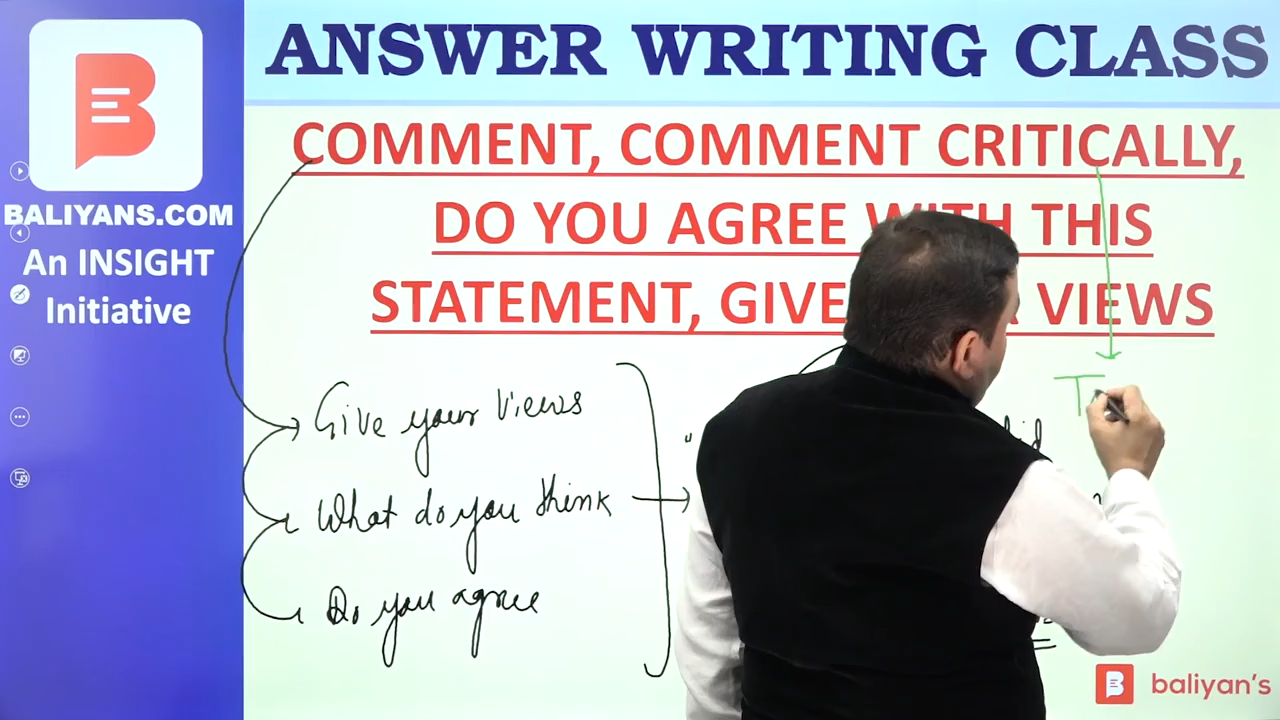 ANSWER WRITING CLASS
BALIYANS.COM
An INSIGHT
Initiative
COMMENT, COMMENT CRITICALLY,
DO YOU AGREE WITH THIS
STATEMENT, GIVE VIEWS
Give your Views
What do you think
Do you agree
T
baliyan's